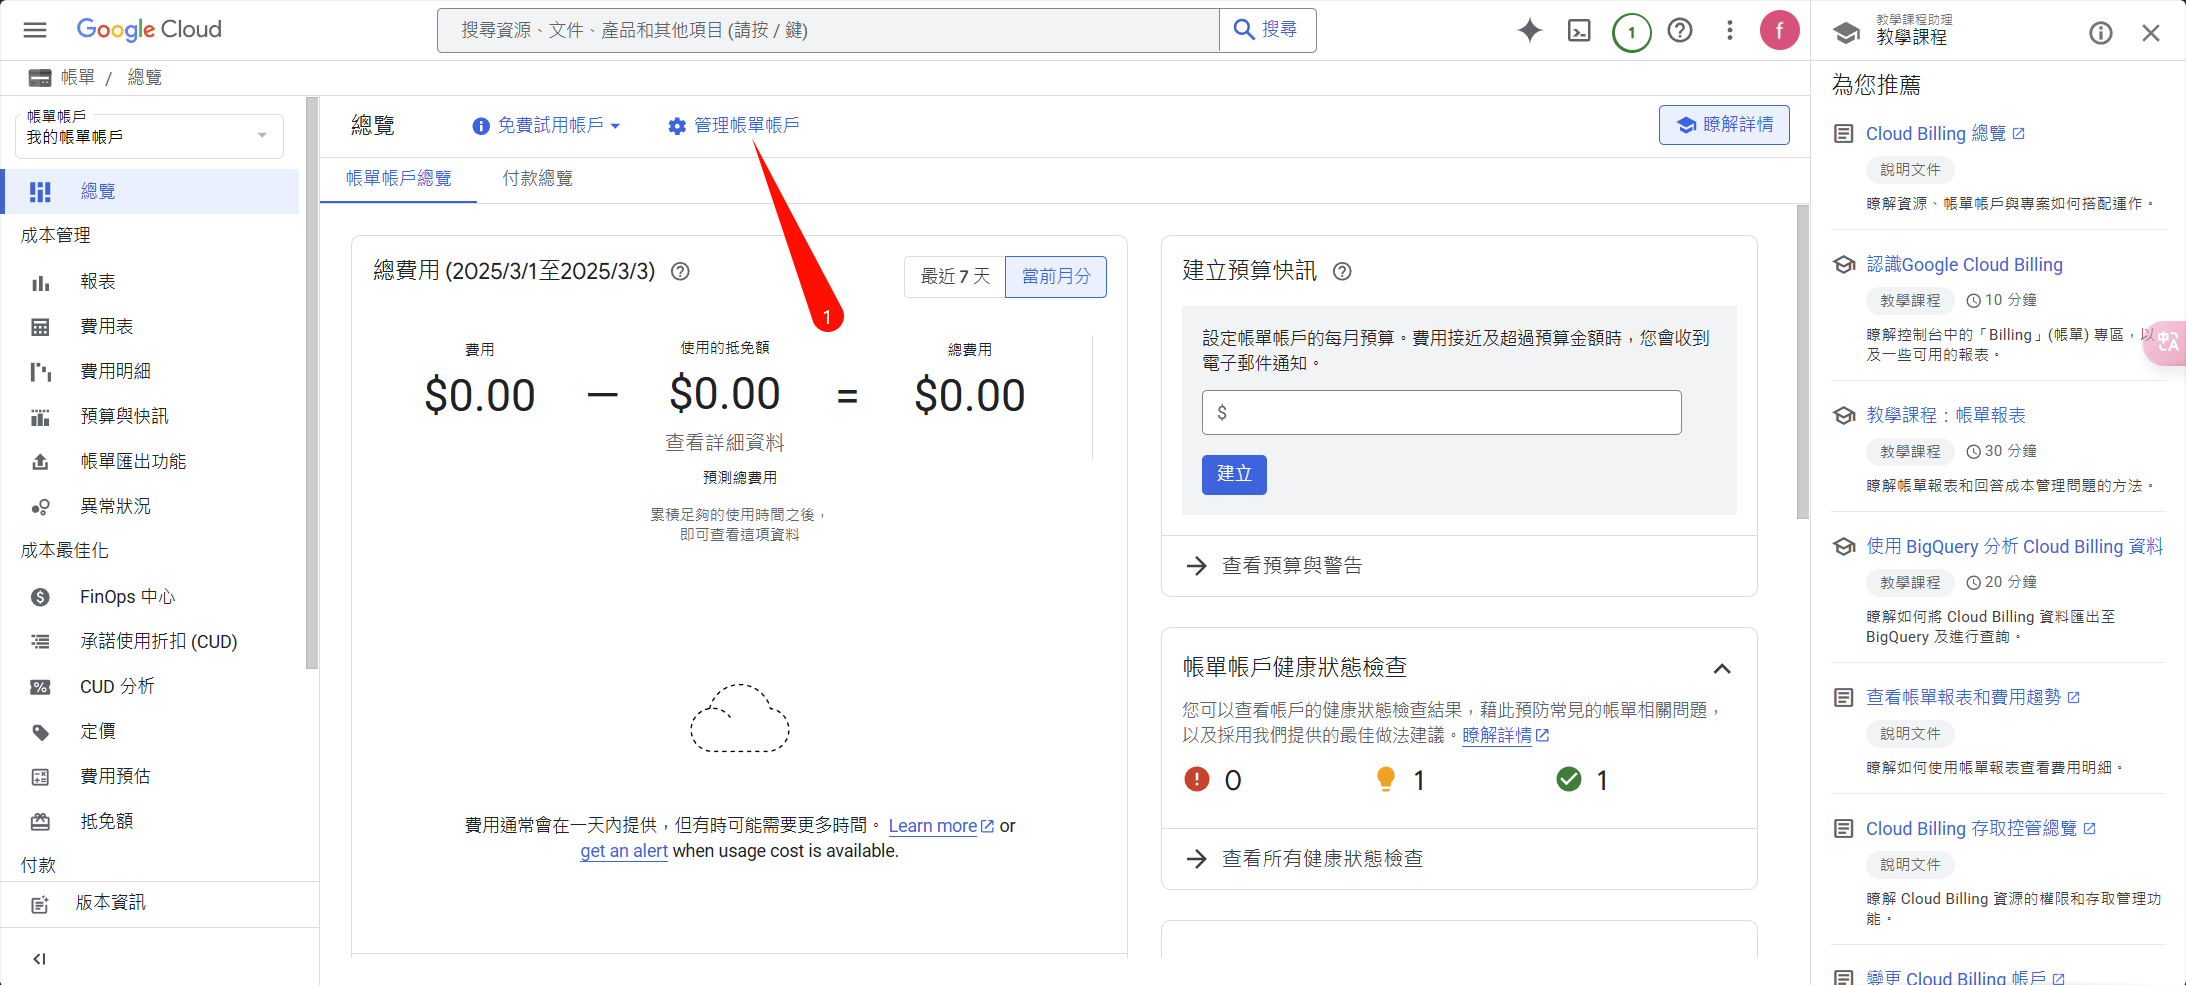 Google Cloud
搜尋資源、文件、產品和其他項目 (請按 / 鍵)
搜尋
1
f
帳單 / 總覽
帳單帳戶
我的帳單帳戶
總覽
成本管理
報表
費用表
費用明細
預算與快訊
帳單匯出功能
異常狀況
成本最佳化
FinOps 中心
承諾使用折扣 (CUD)
CUD 分析
定價
費用預估
抵免額
付款
版本資訊
總覽
免費試用帳戶
管理帳單帳戶
瞭解詳情
帳單帳戶總覽
付款總覽
1
總費用 (2025/3/1至2025/3/3)
最近 7 天
當前月分
費用
$0.00
—
使用的抵免額
$0.00
查看詳細資料
=
總費用
$0.00
預測總費用
累積足夠的使用時間之後，
即可查看這項資料
費用通常會在一天內提供，但有時可能需要更多時間。 Learn more or
get an alert when usage cost is available.
建立預算快訊
設定帳單帳戶的每月預算。費用接近及超過預算金額時，您會收到
電子郵件通知。
$
建立
查看預算與警告
帳單帳戶健康狀態檢查
您可以查看帳戶的健康狀態檢查結果，藉此預防常見的帳單相關問題，
以及採用我們提供的最佳做法建議。瞭解詳情
0
1
1
查看所有健康狀態檢查
教學課程助理
教學課程
為您推薦
Cloud Billing 總覽
說明文件
瞭解資源、帳單帳戶與專案如何搭配運作。
認識Google Cloud Billing
教學課程 10 分鐘
瞭解控制台中的「Billing」(帳單) 專區，以
及一些可用的報表。
中A
教學課程：帳單報表
教學課程 30 分鐘
瞭解帳單報表和回答成本管理問題的方法。
使用 BigQuery 分析 Cloud Billing 資料
教學課程 20 分鐘
瞭解如何將 Cloud Billing 資料匯出至
BigQuery 及進行查詢。
查看帳單報表和費用趨勢
說明文件
瞭解如何使用帳單報表查看費用明細。
Cloud Billing 存取控管總覽
說明文件
瞭解 Cloud Billing 資源的權限和存取管理功
能。
變更 Cloud Billing 帳戶